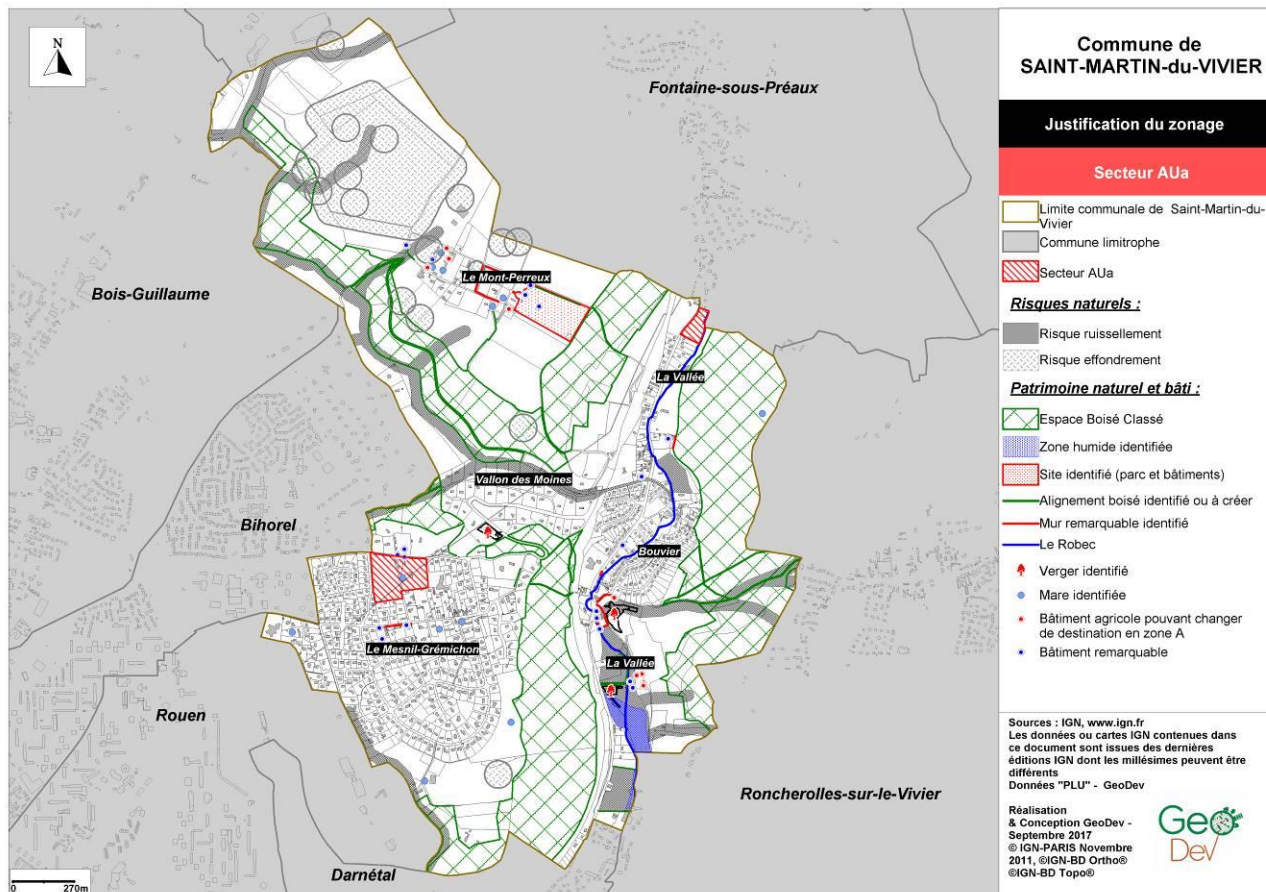 N
Fontaine-sous-Préaux
Bois-Guillaume
Le Mont-Perreux
La Vallée
Vallon des Moines
Bihorel
Bouvier
Le Mesnil-Grémichon
La Vallée
Rouen
Roncherolles-sur-le-Vivier
Darnétal
0 270m
Commune de
SAINT-MARTIN-du-VIVIER
Justification du zonage
Secteur AUa
Limite communale de Saint-Martin-du-
Vivier
Commune limitrophe
Secteur AUa
Risques naturels :
Risque ruissellement
Risque effondrement
Patrimoine naturel et bâti :
Espace Boisé Classé
Zone humide identifiée
Site identifié (parc et bâtiments)
Alignement boisé identifié ou à créer
Mur remarquable identifié
Le Robec
Verger identifié
Mare identifiée
Bâtiment agricole pouvant changer
de destination en zone A
Bâtiment remarquable
Sources : IGN, www.ign.fr
Les données ou cartes IGN contenues dans
ce document sont issues des dernières
éditions IGN dont les millésimes peuvent être
différents
Données "PLU" - GeoDev
Réalisation
& Conception GeoDev -
Septembre 2017
© IGN-PARIS Novembre
2011, ©IGN-BD Ortho®
©IGN-BD Topo®
Geo
Dev